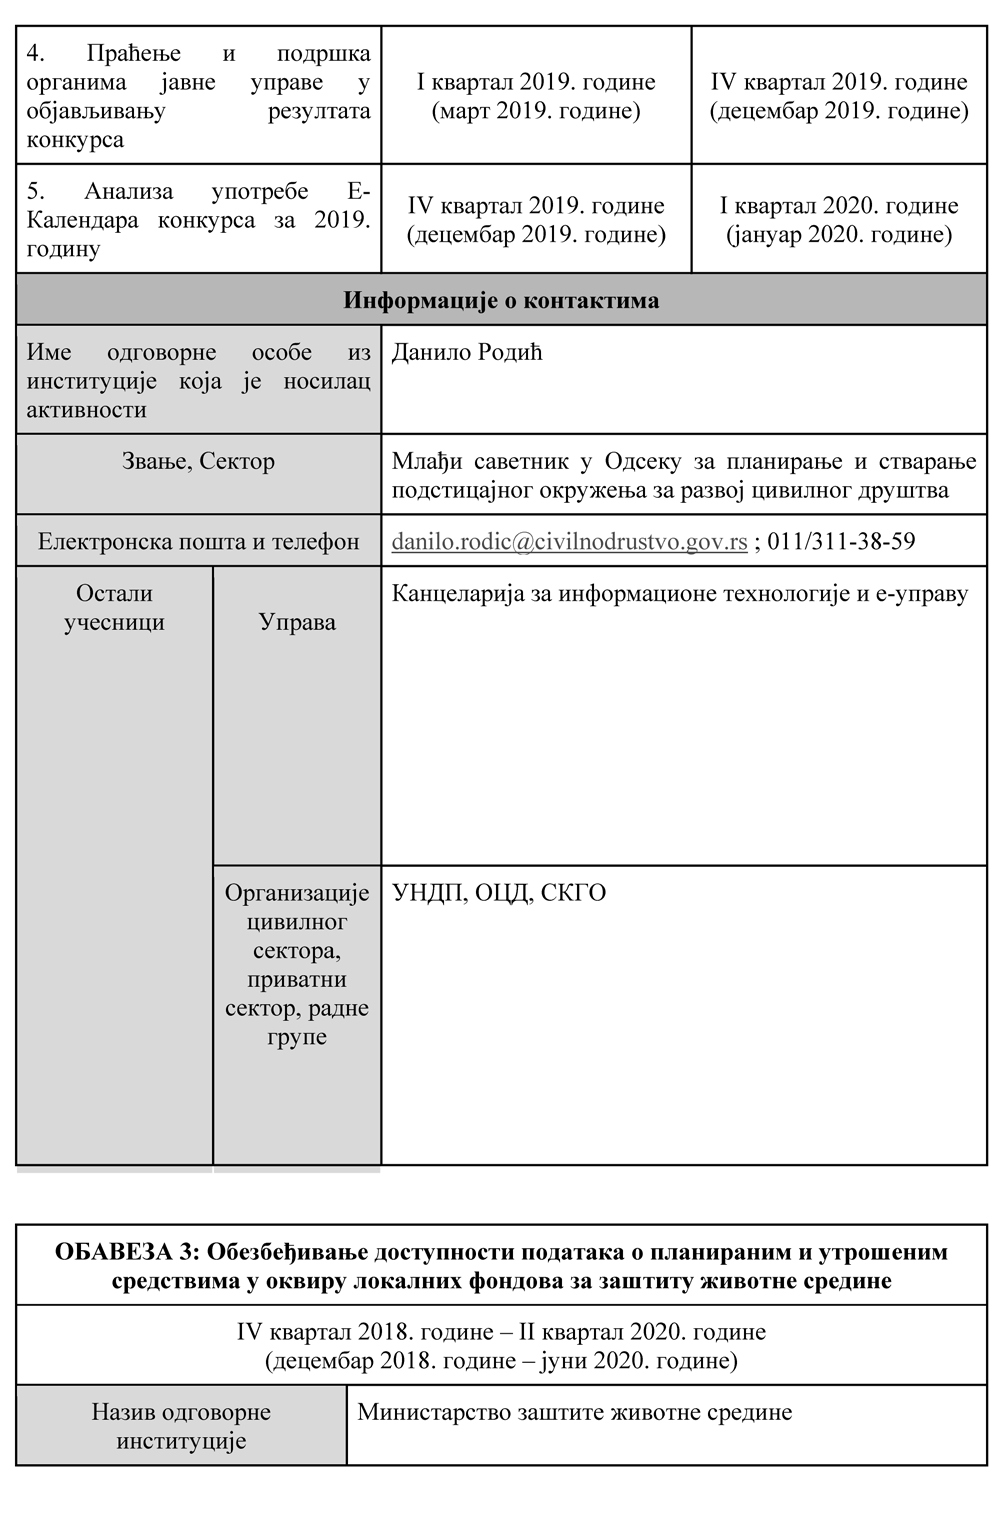 4. Праћење и подршка
органима јавне управе у
објављивању резултата
конкурса
I квартал 2019. године
(март 2019. године)
IV квартал 2019. године
(децембар 2019. године)
5. Анализа употребе Е-
Календара конкурса за 2019.
годину
IV квартал 2019. године
(децембар 2019. године)
I квартал 2020. године
(јануар 2020. године)
Информације о контактима
Име одговорне особе из
институције која је носилац
активности
Данило Родић
Звање, Сектор
Млађи саветник у Одсеку за планирање и стварање
подстицајног окружења за развој цивилног друштва
Електронска пошта и телефон
danilo.rodic@civilnodrustvo.gov.rs ; 011/311-38-59
Остали
учесници
Управа
Канцеларија за информационе технологије и е-управу
Организације
цивилног
сектора,
приватни
сектор, радне
групе
УНДП, ОЦД, СКГО
ОБАВЕЗА 3: Обезбеђивање доступности података о планираним и утрошеним
средствима у оквиру локалних фондова за заштиту животне средине
IV квартал 2018. године – II квартал 2020. године
(децембар 2018. године – јуни 2020. године)
Назив одговорне
институције
Министарство заштите животне средине